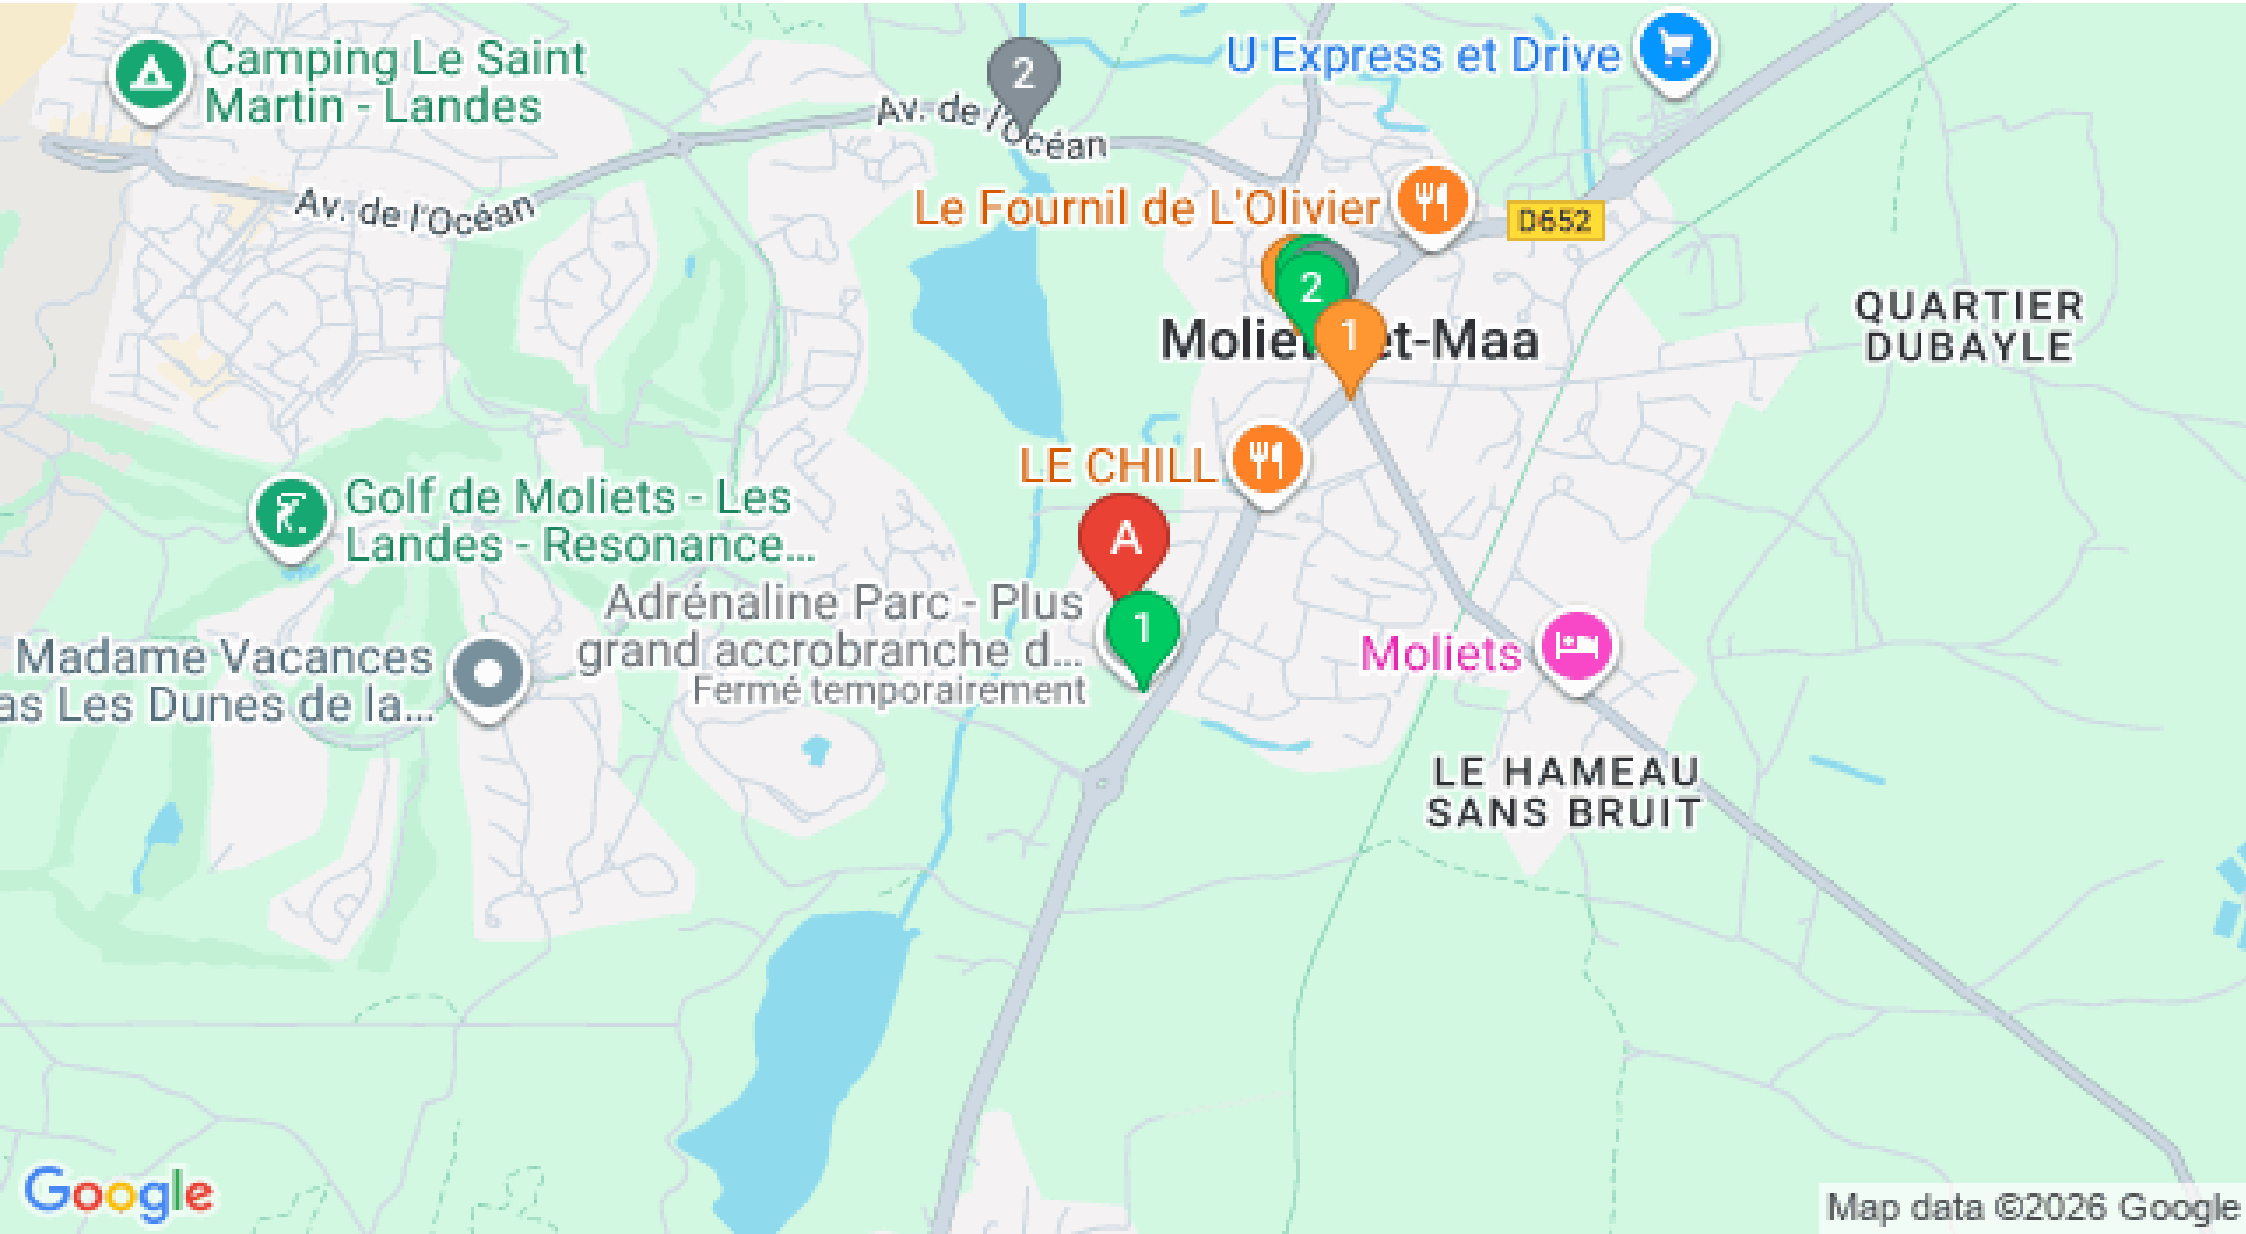 Camping Le Saint
Martin - Landes
2
U Express et Drive
Av. de l'Océan
Av. de l'Océan
Le Fournil de L'Olivier
D652
2
1
QUARTIER
DUBAYLE
LE CHILL
Golf de Moliets - Les
Landes - Resonance...
A
Adrénaline Parc - Plus
grand accrobranche d...
Fermé temporairement
1
Madame Vacances
as Les Dunes de la...
Moliets
LE HAMEAU
SANS BRUIT
Google
Map data ©2026 Google